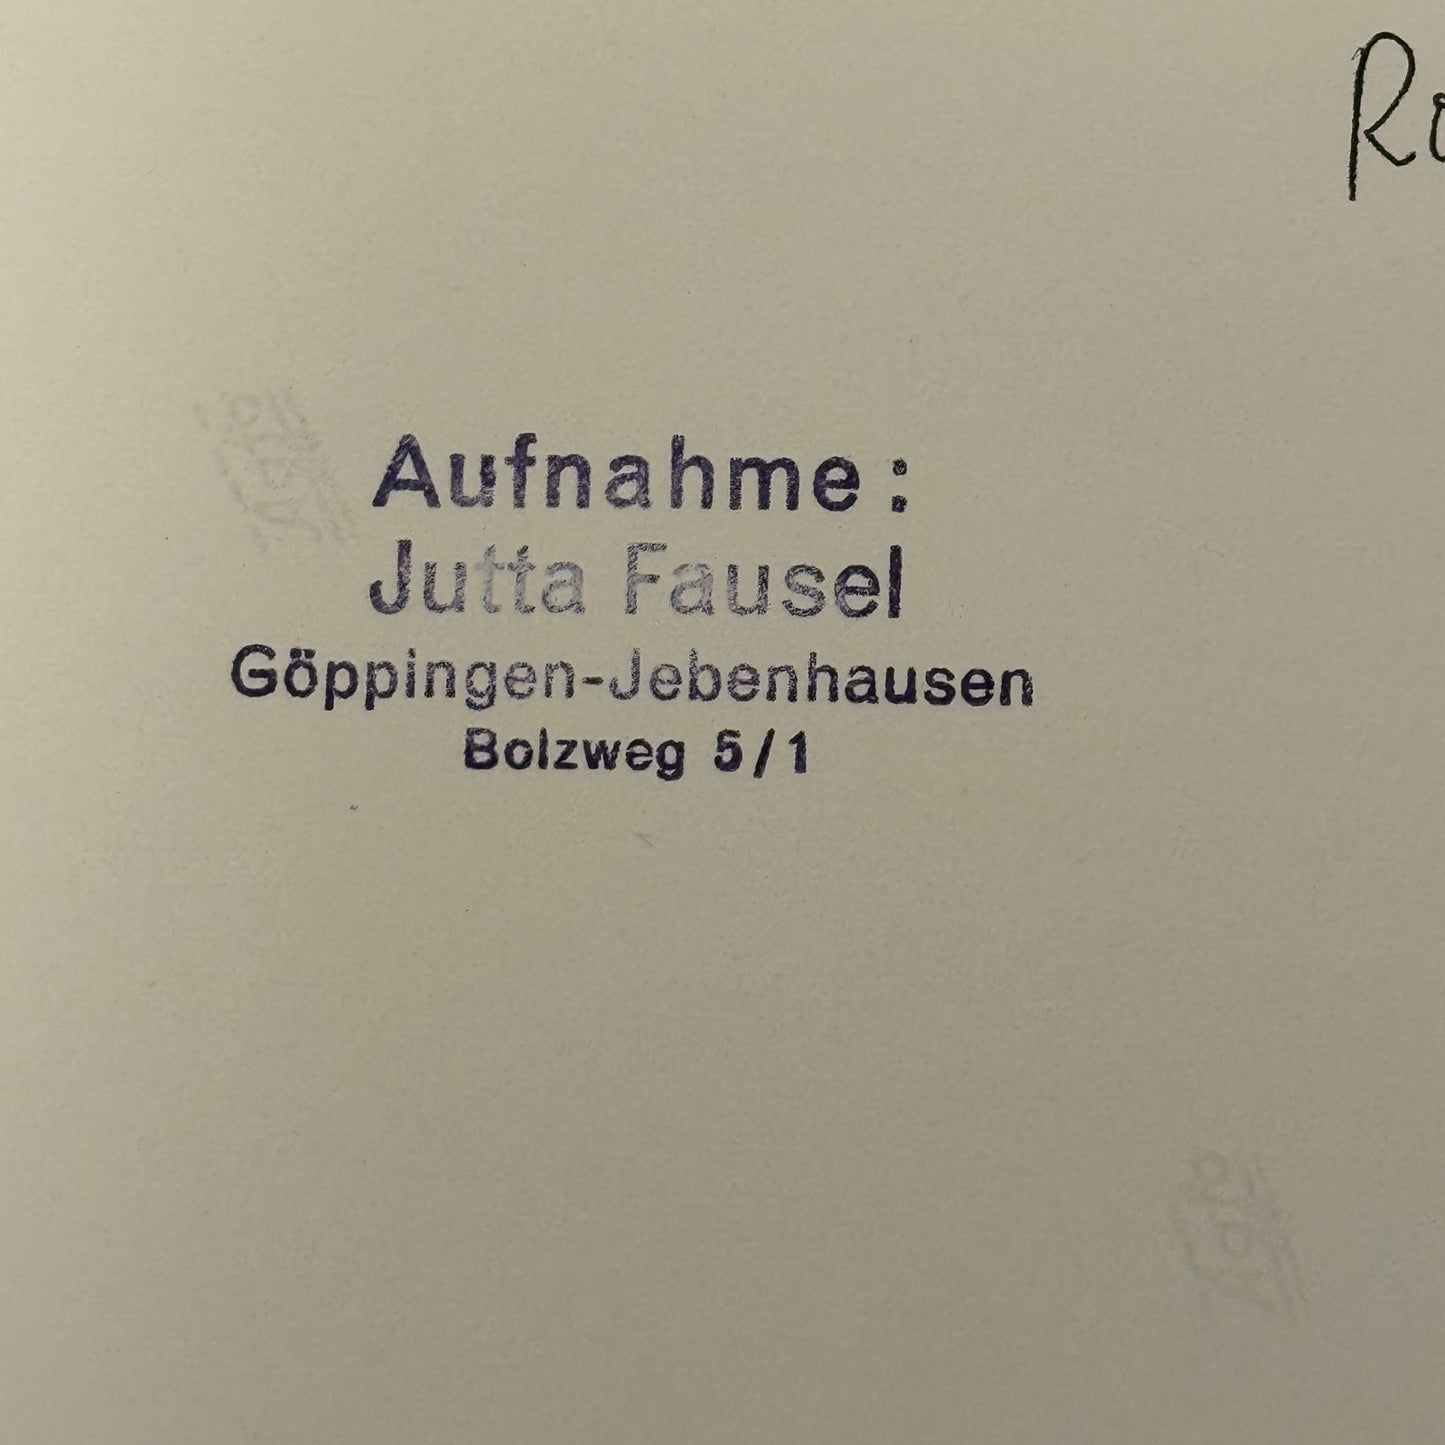 Aufnahme:
Jutta Fausel
Göppingen-Jebenhausen
Bolzweg 5/1